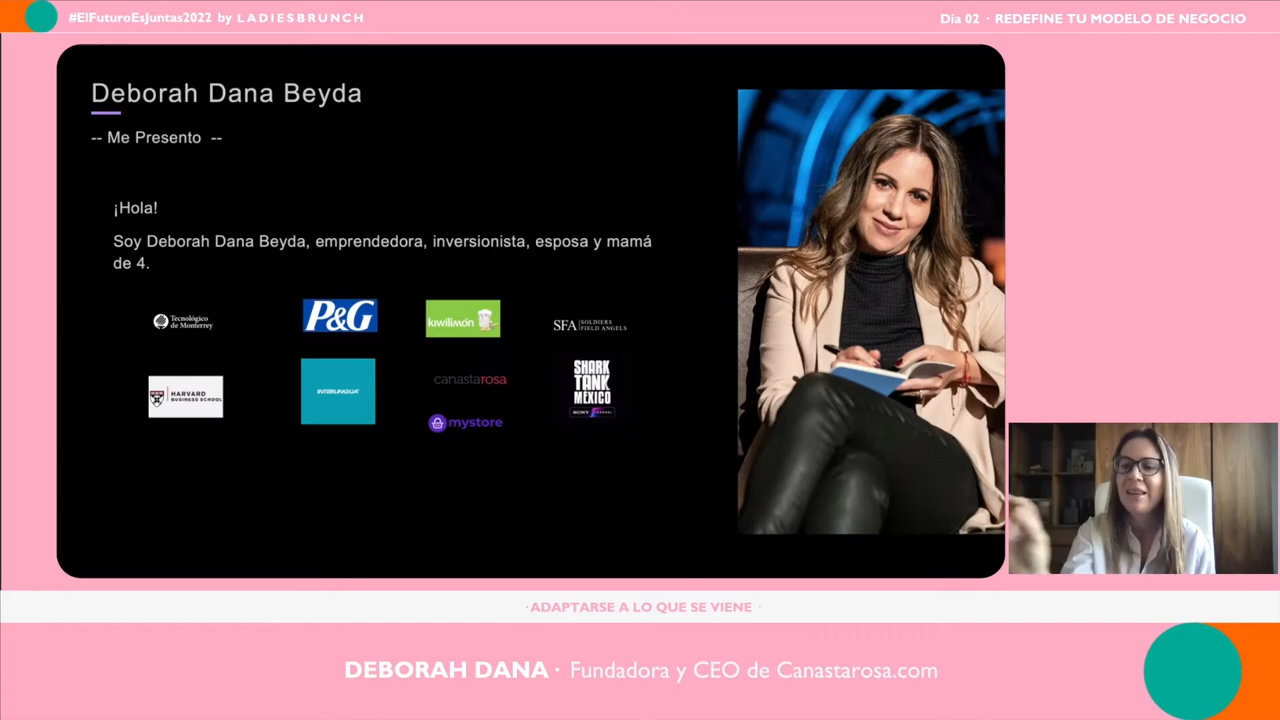 #ElFuturoEsJuntas2022 by LADIESBRUNCH
Día 02 · REDEFINE TU MODELO DE NEGOCIO
Deborah Dana Beyda
-- Me Presento --
¡Hola!
Soy Deborah Dana Beyda, emprendedora, inversionista, esposa y mamá
de 4.
Tecnológico
de Monterrey
P&G
kiwilimón
SFA
SOLDIERS
FIELD ANGELS
HARVARD
BUSINESS SCHOOL
INTERLINGUA
canastarosa
mystore
SHARK
TANK
MÉXICO
SONY CHANNEL
· ADAPTARSE A LO QUE SE VIENE ·
DEBORAH DANA · Fundadora y CEO de Canastarosa.com